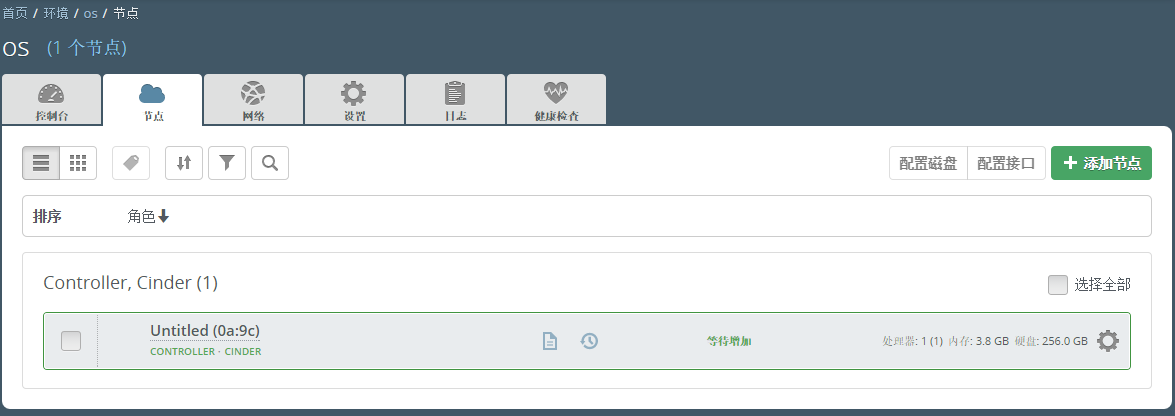 首页 / 环境 / os / 节点
os (1 个节点)
控制台 节点 网络 设置 日志 健康检查
配置磁盘 配置接口 添加节点
排序 角色
Controller, Cinder (1)
选择全部
Untitled (0a:9c)
CONTROLLER · CINDER
等待增加
处理器: 1 (1) 内存: 3.8 GB 硬盘: 256.0 GB